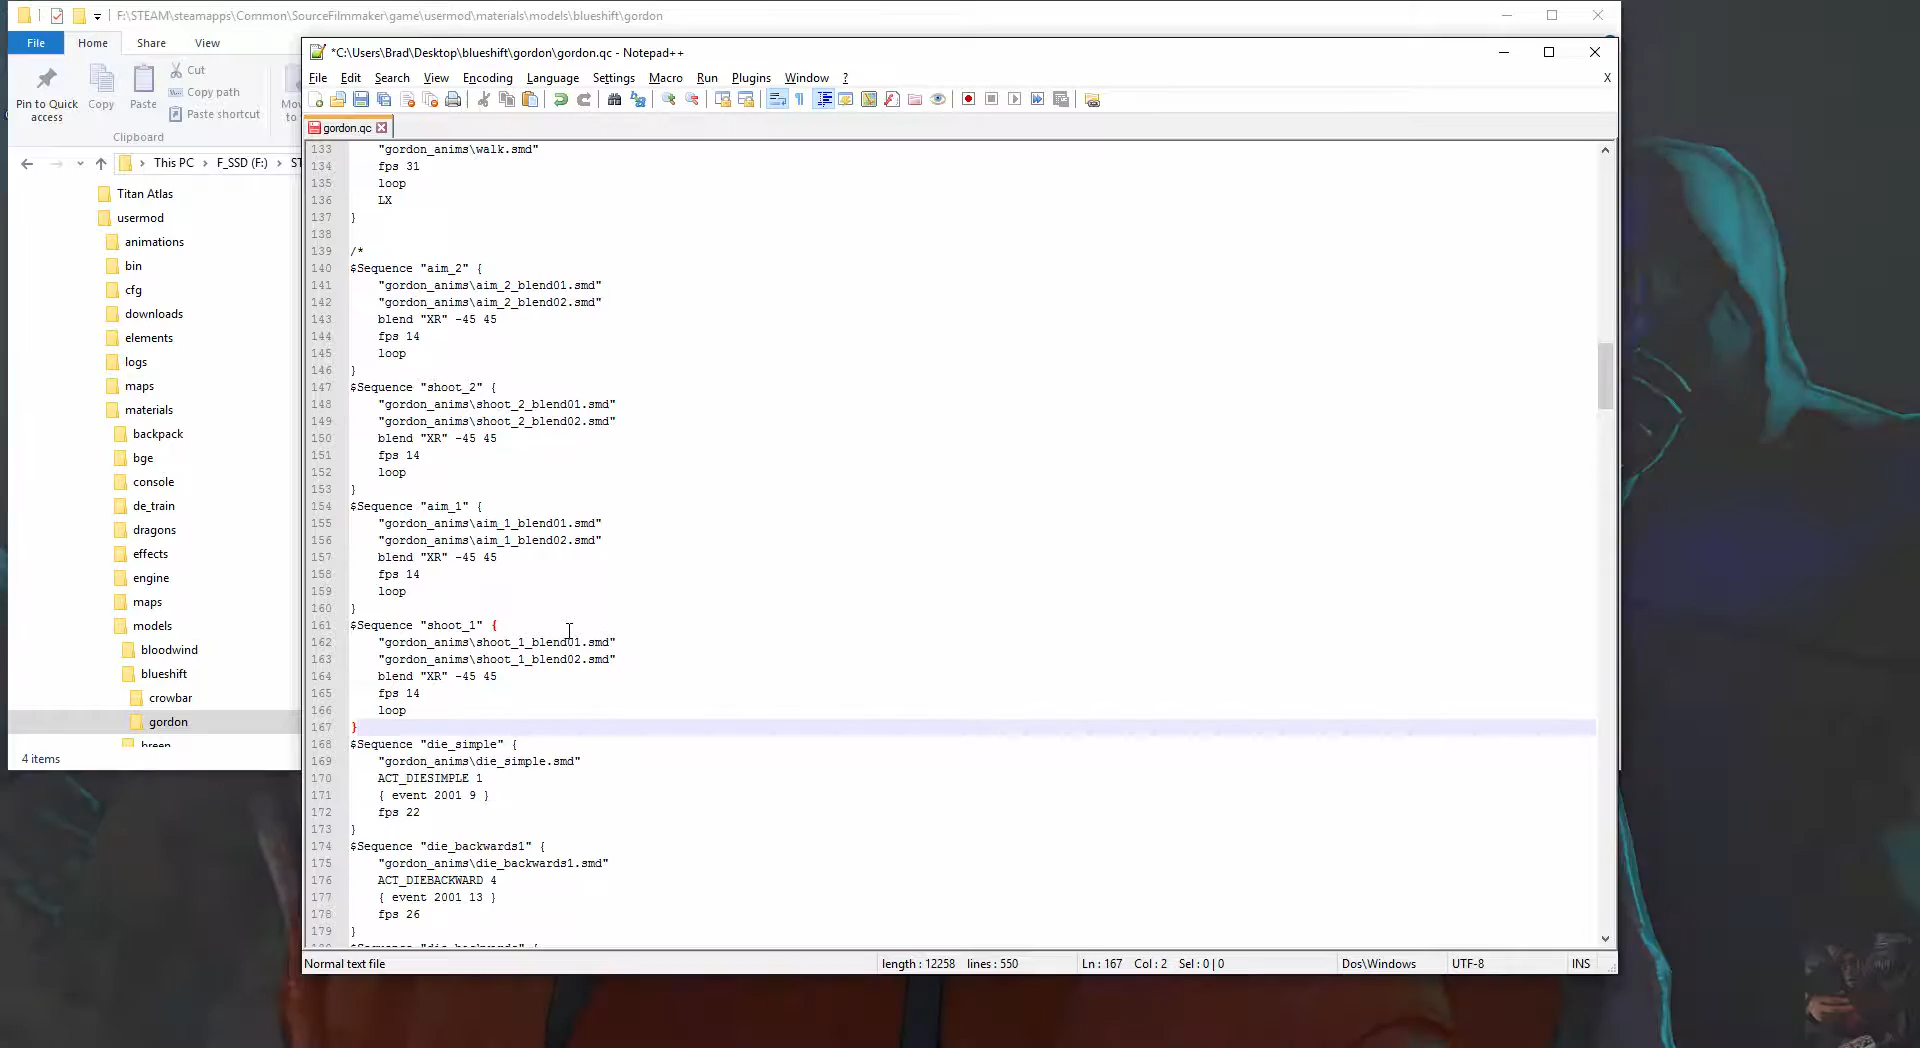 F:\STEAM\steamapps\Common\SourceFilmmaker\game\usermod\materials\models\blueshift\gordon
File Home Share View
Pin to Quick access
Copy
Paste
Cut
Copy path
Paste shortcut
Mov
to
Clipboard
This PC > F_SSD (F:) > ST
Titan Atlas
usermod
animations
bin
cfg
downloads
elements
logs
maps
materials
backpack
bge
console
de_train
dragons
effects
engine
maps
models
bloodwind
blueshift
crowbar
gordon
breen
4 items
*C:\Users\Brad\Desktop\blueshift\gordon\gordon.qc - Notepad++
File Edit Search View Encoding Language Settings Macro Run Plugins Window ? X
gordon.qc
133 "gordon_anims\walk.smd"
134 fps 31
135 loop
136 LX
137 }
138
139 /*
140 $Sequence "aim_2" {
141 "gordon_anims\aim_2_blend01.smd"
142 "gordon_anims\aim_2_blend02.smd"
143 blend "XR" -45 45
144 fps 14
145 loop
146 }
147 $Sequence "shoot_2" {
148 "gordon_anims\shoot_2_blend01.smd"
149 "gordon_anims\shoot_2_blend02.smd"
150 blend "XR" -45 45
151 fps 14
152 loop
153 }
154 $Sequence "aim_1" {
155 "gordon_anims\aim_1_blend01.smd"
156 "gordon_anims\aim_1_blend02.smd"
157 blend "XR" -45 45
158 fps 14
159 loop
160 }
161 $Sequence "shoot_1" {
162 "gordon_anims\shoot_1_blend01.smd"
163 "gordon_anims\shoot_1_blend02.smd"
164 blend "XR" -45 45
165 fps 14
166 loop
167 }
168 $Sequence "die_simple" {
169 "gordon_anims\die_simple.smd"
170 ACT_DIESIMPLE 1
171 { event 2001 9 }
172 fps 22
173 }
174 $Sequence "die_backwards1" {
175 "gordon_anims\die_backwards1.smd"
176 ACT_DIEBACKWARD 4
177 { event 2001 13 }
178 fps 26
179 }
180 $Sequence "die_backwards" {
Normal text file length : 12258 lines : 550 Ln : 167 Col : 2 Sel : 0 | 0 Dos\Windows UTF-8 INS